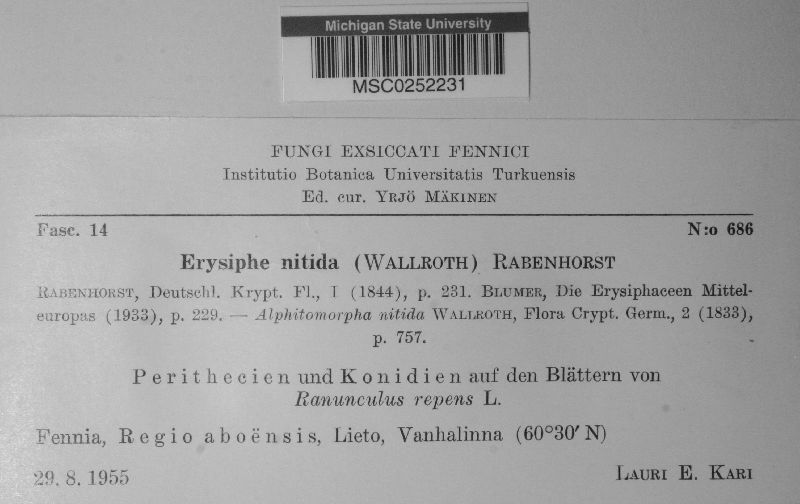 Michigan State University
MSC0252231
FUNGI EXSICCATI FENNICI
Institutio Botanica Universitatis Turkuensis
Ed. cur. YRJÖ MÄKINEN
Fasc. 14 N:o 686
Erysiphe nitida (WALLROTH) RABENHORST
RABENHORST, Deutschl. Krypt. Fl., I (1844), p. 231. BLUMER, Die Erysiphaceen Mittel-
europas (1933), p. 229. — Alphitomorpha nitida WALLROTH, Flora Crypt. Germ., 2 (1833),
p. 757.
Perithecien und Konidien auf den Blättern von
Ranunculus repens L.
Fennia, Regio aboënsis, Lieto, Vanhalinna (60°30′ N)
29. 8. 1955 LAURI E. KARI